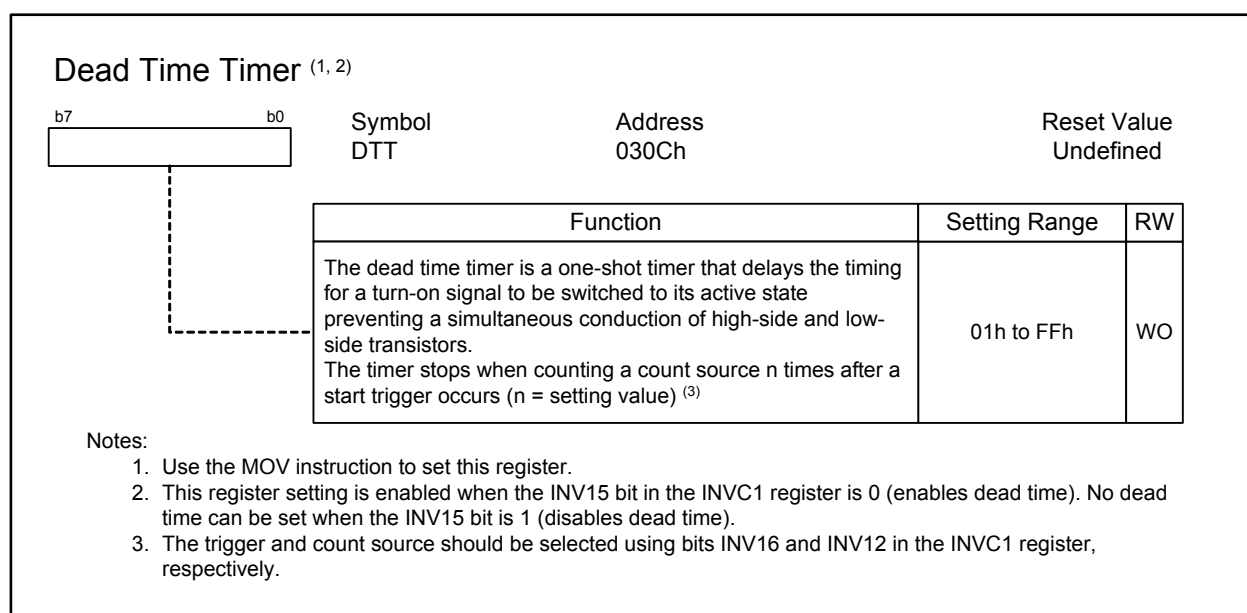 Dead Time Timer (1, 2)
b7 b0 Symbol Address Reset Value
DTT 030Ch Undefined
Function Setting Range RW
The dead time timer is a one-shot timer that delays the timing
for a turn-on signal to be switched to its active state
preventing a simultaneous conduction of high-side and low-
side transistors.
The timer stops when counting a count source n times after a
start trigger occurs (n = setting value) (3)
01h to FFh WO
Notes:
1. Use the MOV instruction to set this register.
2. This register setting is enabled when the INV15 bit in the INVC1 register is 0 (enables dead time). No dead
time can be set when the INV15 bit is 1 (disables dead time).
3. The trigger and count source should be selected using bits INV16 and INV12 in the INVC1 register,
respectively.